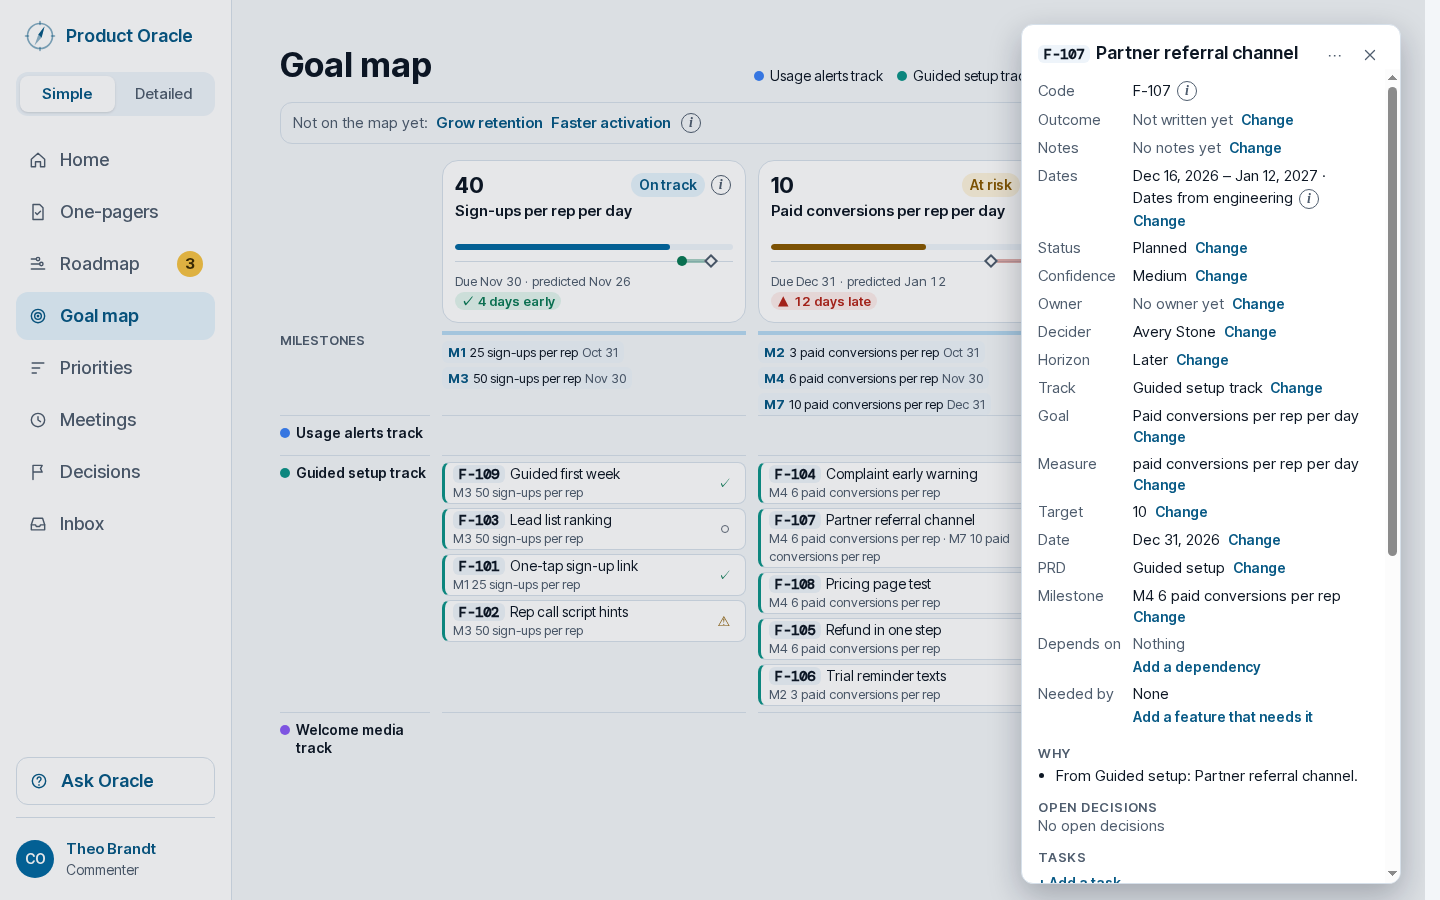 Product Oracle
Simple Detailed
Home
One-pagers
Roadmap 3
Goal map
Priorities
Meetings
Decisions
Inbox
Ask Oracle
CO Theo Brandt
Commenter
Goal map
Usage alerts track Guided setup
Not on the map yet: Grow retention Faster activation i
40 On track i
Sign-ups per rep per day
Due Nov 30 · predicted Nov 26
✓ 4 days early
10 At risk
Paid conversions per rep per day
Due Dec 31 · predicted Jan 12
▲ 12 days late
MILESTONES
M1 25 sign-ups per rep Oct 31
M3 50 sign-ups per rep Nov 30
M2 3 paid conversions per rep Oct 31
M4 6 paid conversions per rep Nov 30
M7 10 paid conversions per rep Dec 31
Usage alerts track
Guided setup track
F-109 Guided first week ✓
M3 50 sign-ups per rep
F-103 Lead list ranking
M3 50 sign-ups per rep
F-101 One-tap sign-up link ✓
M1 25 sign-ups per rep
F-102 Rep call script hints ⚠
M3 50 sign-ups per rep
F-104 Complaint early warning
M4 6 paid conversions per rep
F-107 Partner referral channel
M4 6 paid conversions per rep · M7 10 paid
conversions per rep
F-108 Pricing page test
M4 6 paid conversions per rep
F-105 Refund in one step
M4 6 paid conversions per rep
F-106 Trial reminder texts
M2 3 paid conversions per rep
Welcome media
track
F-107 Partner referral channel ··· ×
Code F-107 i
Outcome Not written yet Change
Notes No notes yet Change
Dates Dec 16, 2026 – Jan 12, 2027 ·
Dates from engineering i
Change
Status Planned Change
Confidence Medium Change
Owner No owner yet Change
Decider Avery Stone Change
Horizon Later Change
Track Guided setup track Change
Goal Paid conversions per rep per day
Change
Measure paid conversions per rep per day
Change
Target 10 Change
Date Dec 31, 2026 Change
PRD Guided setup Change
Milestone M4 6 paid conversions per rep
Change
Depends on Nothing
Add a dependency
Needed by None
Add a feature that needs it
WHY
• From Guided setup: Partner referral channel.
OPEN DECISIONS
No open decisions
TASKS
+ Add a task